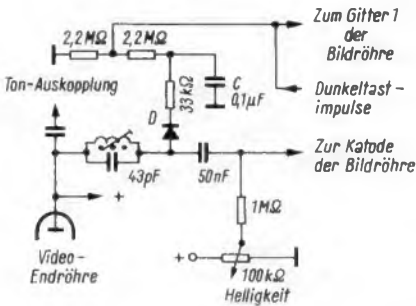 2,2MΩ 2,2MΩ
Zum Gitter 1
der
Bildröhre
Ton-Auskopplung
33kΩ
C
0,1µF
Dunkeltast-
impulse
D
Zur Katode
der Bildröhre
43pF
50nF
+
1MΩ
Video-
Endröhre
+
100kΩ
Helligkeit